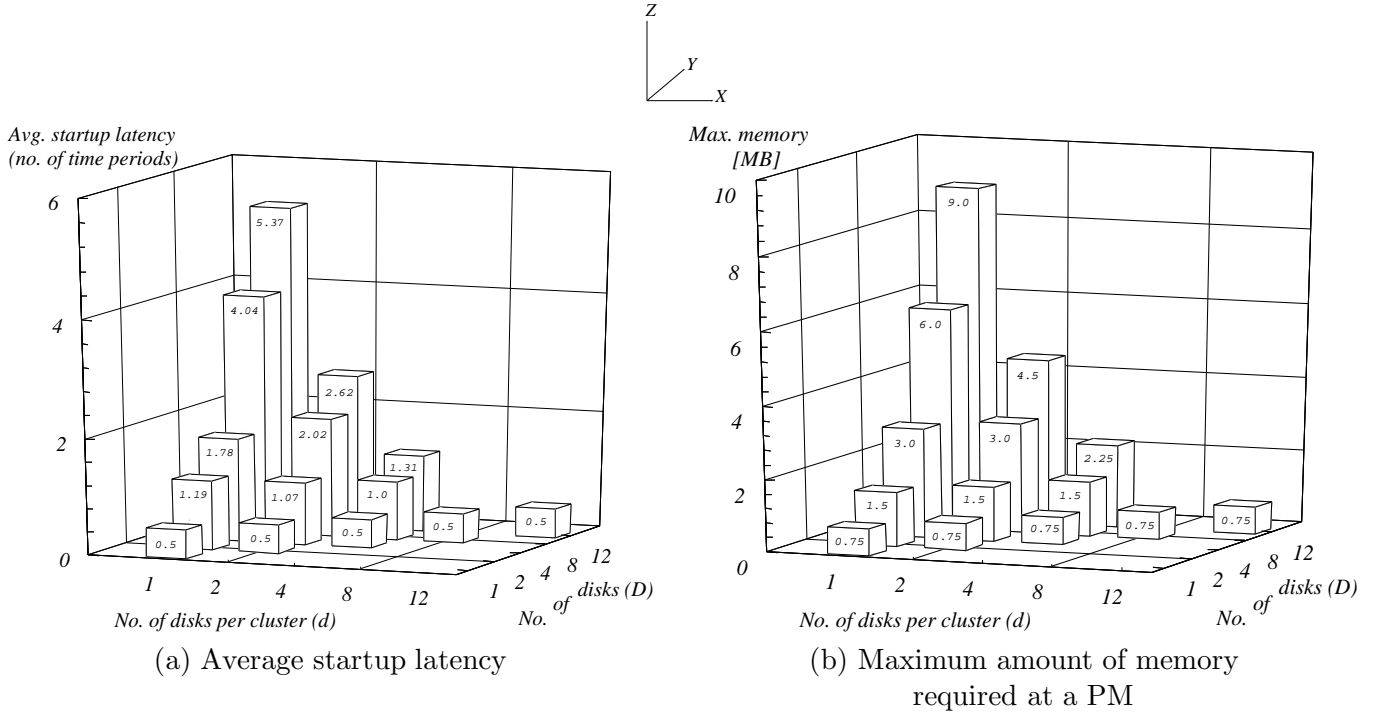 Z
Y
X
Avg. startup latency
(no. of time periods)
6
4
2
0
5.37
4.04
2.62
1.78
2.02
1.31
1.19
1.07
1.0
0.5
0.5
0.5
0.5
0.5
1 2 4 8 12
1 2 4 8 12
No. of disks per cluster (d)
No. of disks (D)
(a) Average startup latency
Max. memory
[MB]
10
8
6
4
2
0
9.0
6.0
4.5
3.0
3.0
2.25
1.5
1.5
1.5
0.75
0.75
0.75
0.75
0.75
1 2 4 8 12
1 2 4 8 12
No. of disks per cluster (d)
No. of disks (D)
(b) Maximum amount of memory
required at a PM